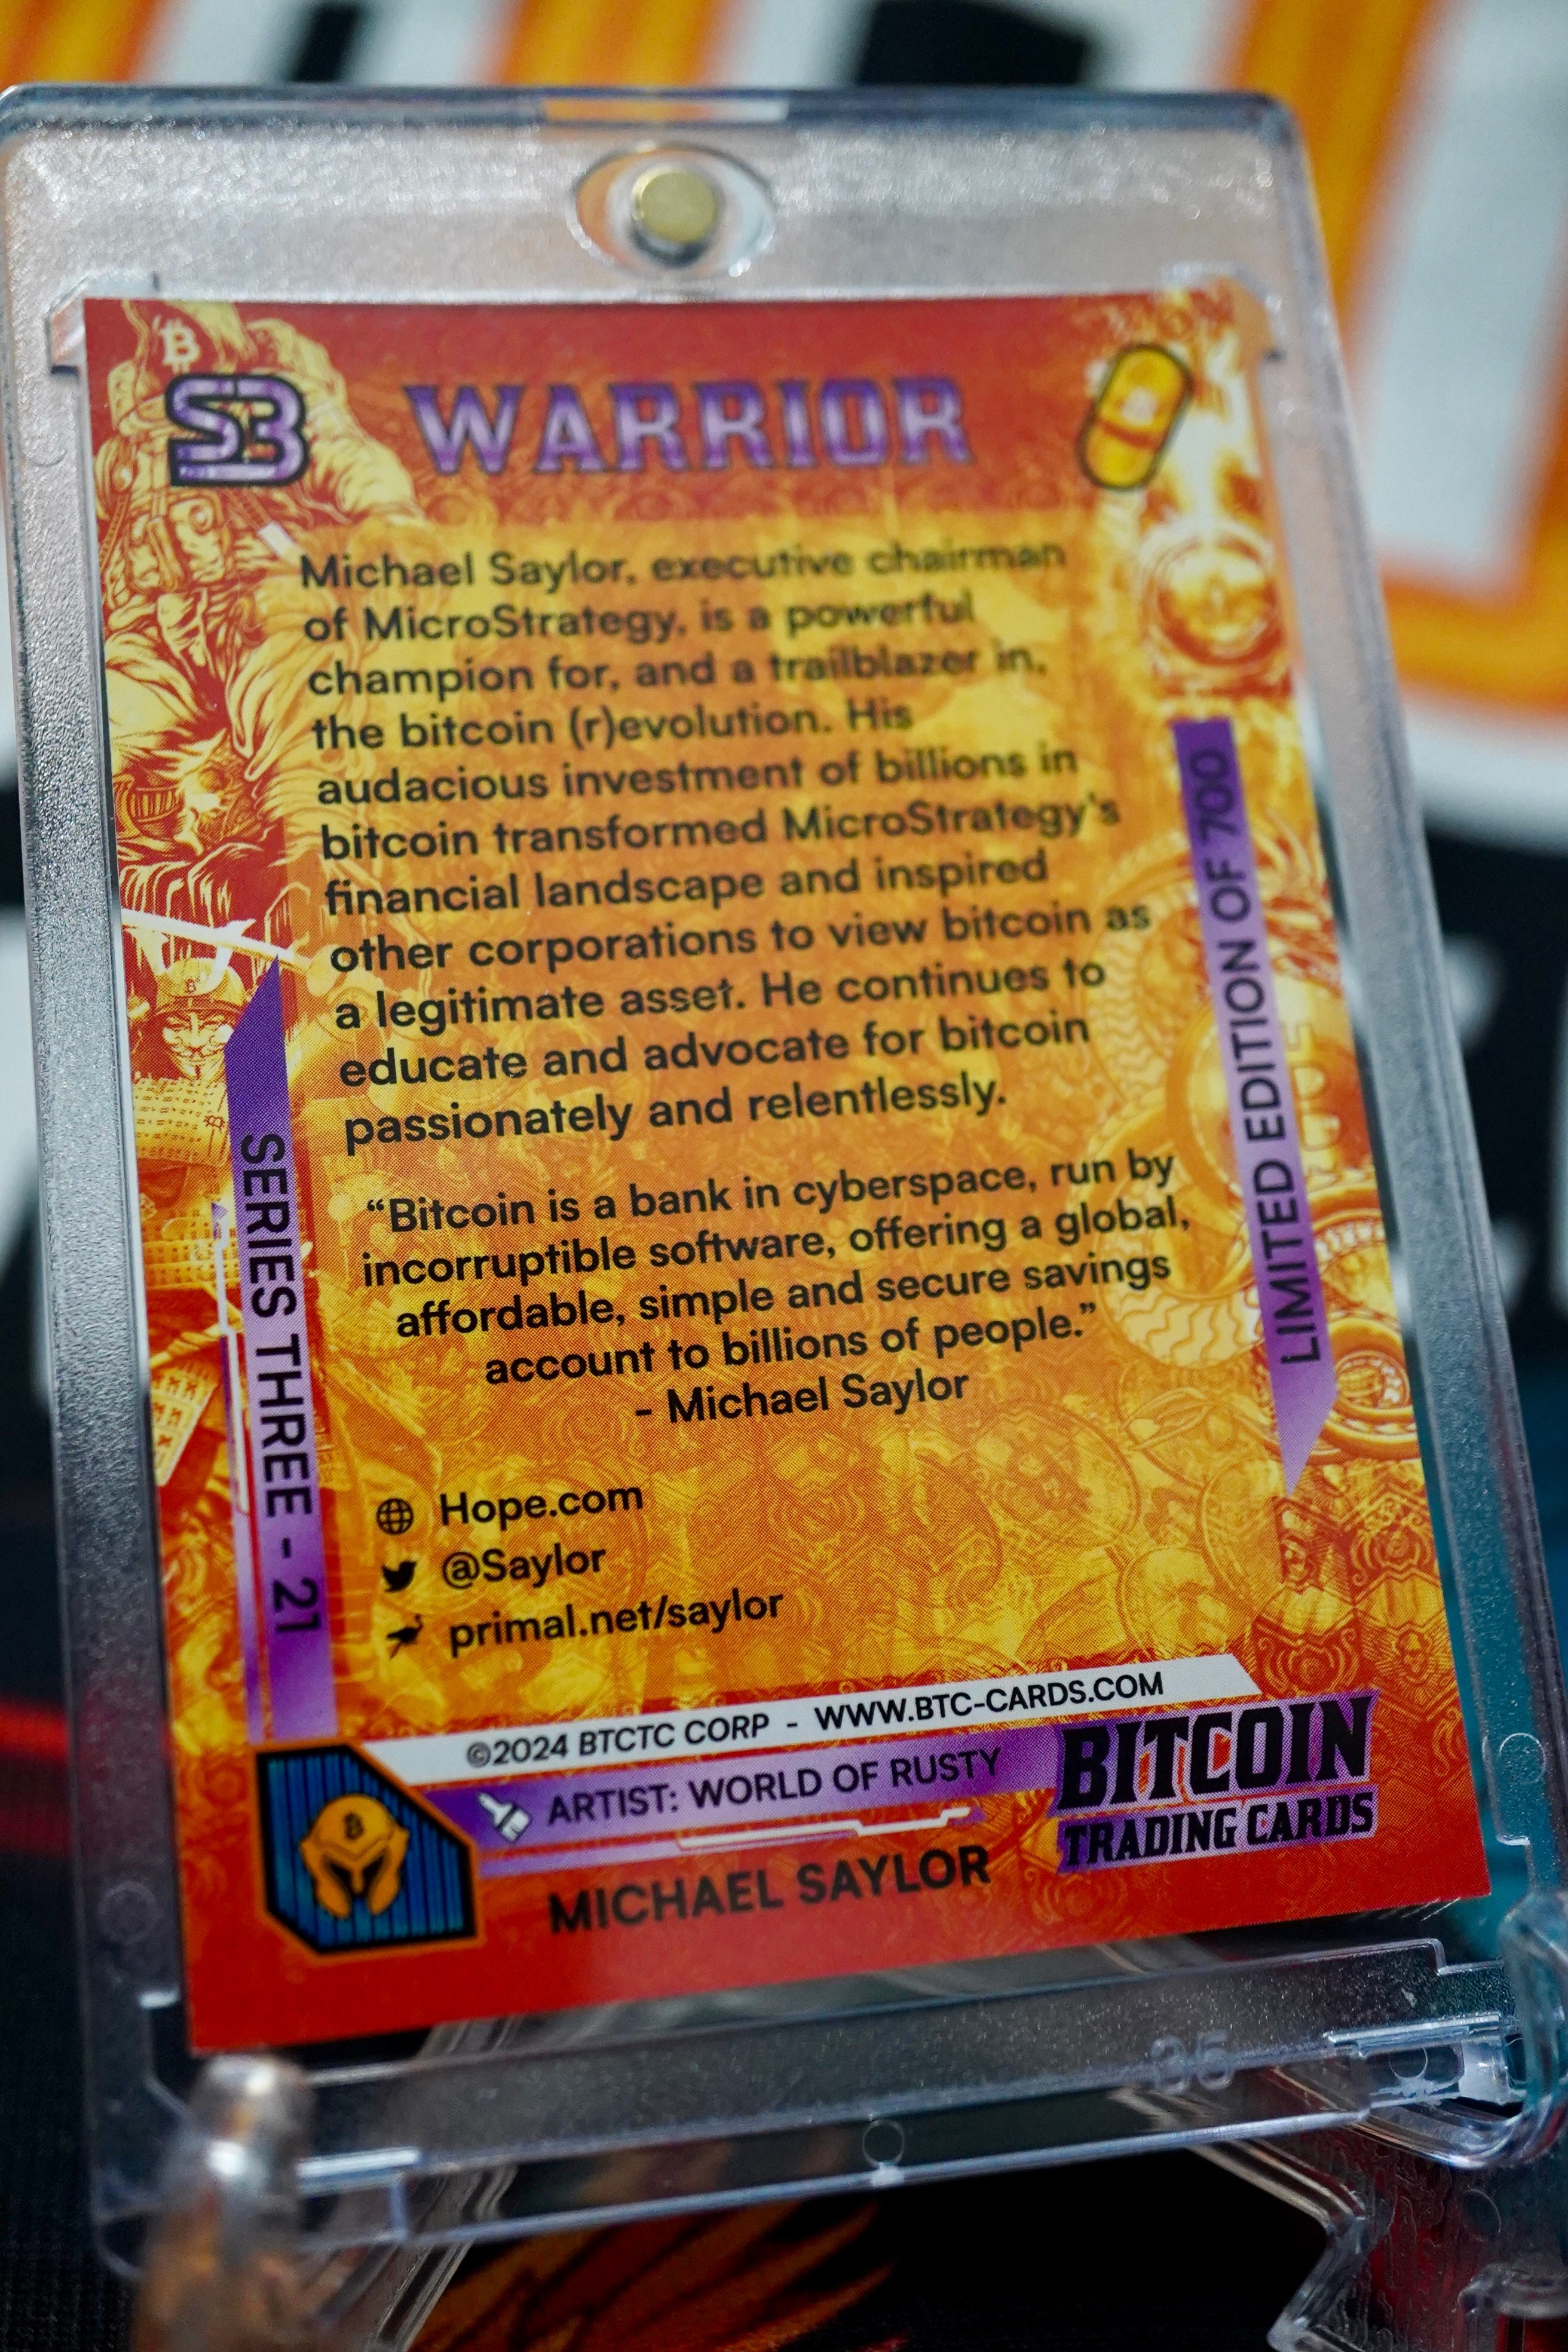 S3 WARRIOR
Michael Saylor, executive chairman
of MicroStrategy, is a powerful
champion for, and a trailblazer in,
the bitcoin (r)evolution. His
audacious investment of billions in
bitcoin transformed MicroStrategy's
financial landscape and inspired
other corporations to view bitcoin as
a legitimate asset. He continues to
educate and advocate for bitcoin
passionately and relentlessly.
“Bitcoin is a bank in cyberspace, run by
incorruptible software, offering a global,
affordable, simple and secure savings
account to billions of people.”
- Michael Saylor
Hope.com
@Saylor
primal.net/saylor
SERIES THREE - 21
LIMITED EDITION OF 700
©2024 BTCTC CORP - WWW.BTC-CARDS.COM
ARTIST: WORLD OF RUSTY
MICHAEL SAYLOR
BITCOIN
TRADING CARDS
35